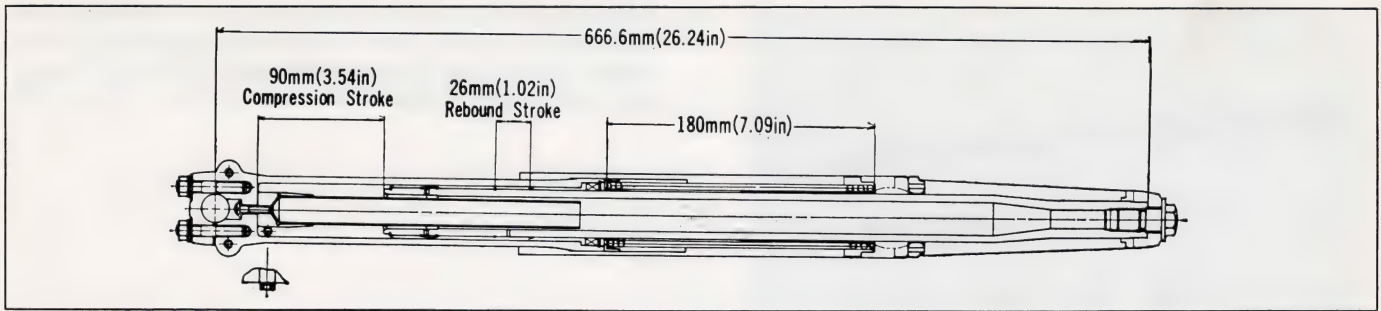 666.6mm(26.24in)
90mm(3.54in)
Compression Stroke
26mm(1.02in)
Rebound Stroke
180mm(7.09in)